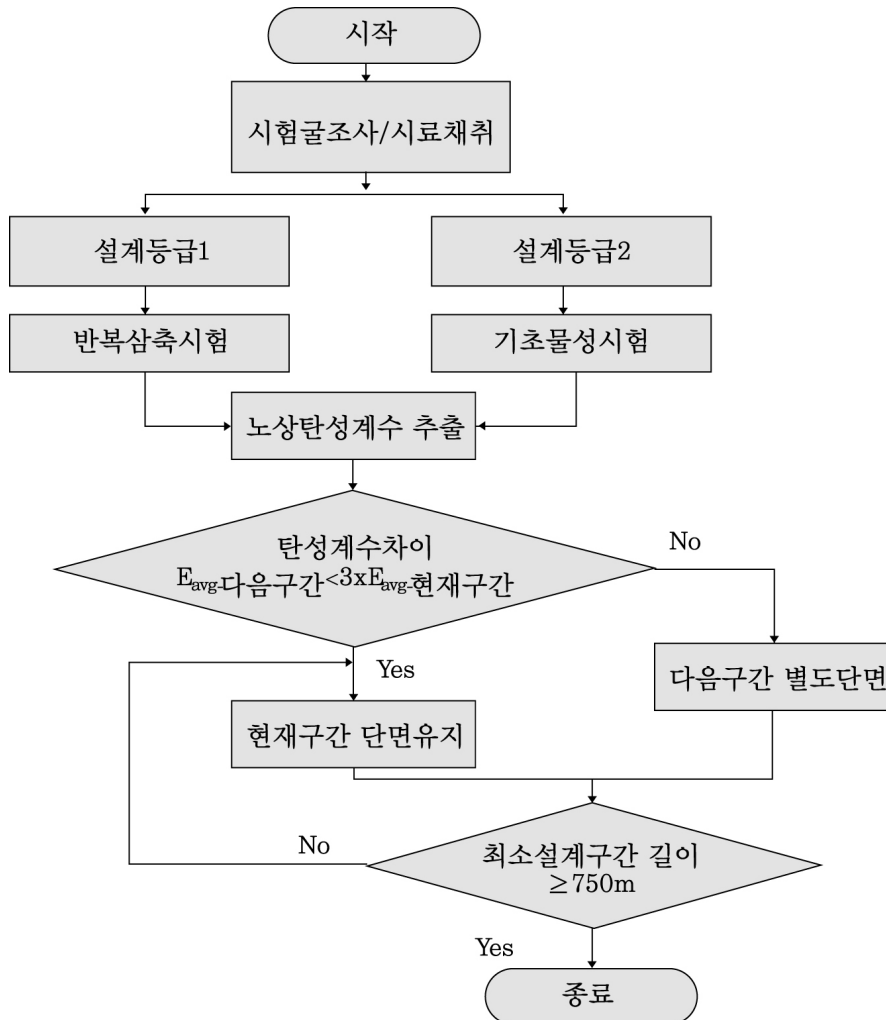 시작
시험굴조사/시료채취
설계등급1
설계등급2
반복삼축시험
기초물성시험
노상탄성계수 추출
탄성계수차이
E_avg-다음구간<3xE_avg-현재구간
No
Yes
다음구간 별도단면
현재구간 단면유지
No
최소설계구간 길이
≥750m
Yes
종료